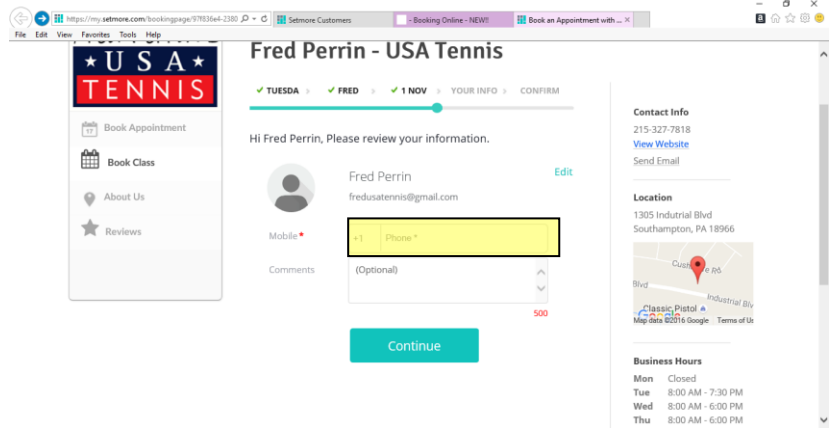 https://my.setmore.com/bookingpage/97f836e4-2380
Setmore Customers
- Booking Online - NEW!!
Book an Appointment with ...
File Edit View Favorites Tools Help
★ U S A ★
TENNIS
Book Appointment
Book Class
About Us
Reviews
Fred Perrin - USA Tennis
TUESDA
FRED
1 NOV
YOUR INFO
CONFIRM
Hi Fred Perrin, Please review your information.
Fred Perrin
Edit
fredusatennis@gmail.com
Mobile *
+1 Phone *
Comments
(Optional)
500
Continue
Contact Info
215-327-7818
View Website
Send Email
Location
1305 Indutrial Blvd
Southampton, PA 18966
Rd
Blvd
Industrial Blv
Classic Pistol
Google
Map data ©2016 Google Terms of Us
Business Hours
Mon Closed
Tue 8:00 AM - 7:30 PM
Wed 8:00 AM - 6:00 PM
Thu 8:00 AM - 6:00 PM